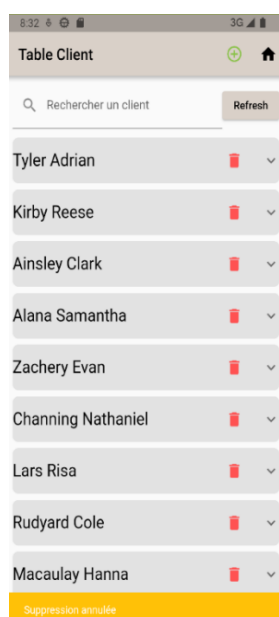 8:32 3G
Table Client
Rechercher un client Refresh
Tyler Adrian
Kirby Reese
Ainsley Clark
Alana Samantha
Zachery Evan
Channing Nathaniel
Lars Risa
Rudyard Cole
Macaulay Hanna
Suppression annulée